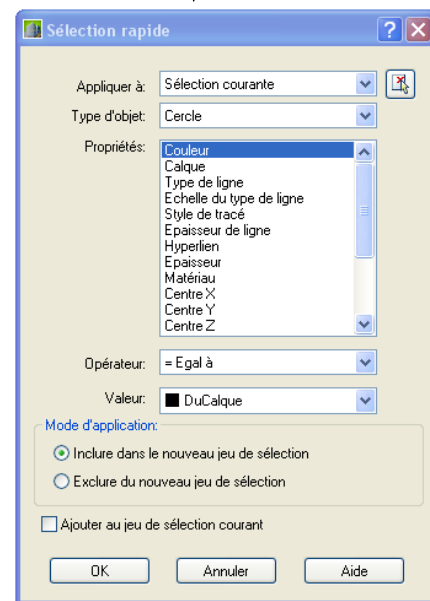 Sélection rapide
Appliquer à: Sélection courante
Type d'objet: Cercle
Propriétés: Couleur
Calque
Type de ligne
Echelle du type de ligne
Style de tracé
Epaisseur de ligne
Hyperlien
Epaisseur
Matériau
Centre X
Centre Y
Centre Z
Opérateur: = Egal à
Valeur: DuCalque
Mode d'application:
Inclure dans le nouveau jeu de sélection
Exclure du nouveau jeu de sélection
Ajouter au jeu de sélection courant
OK Annuler Aide